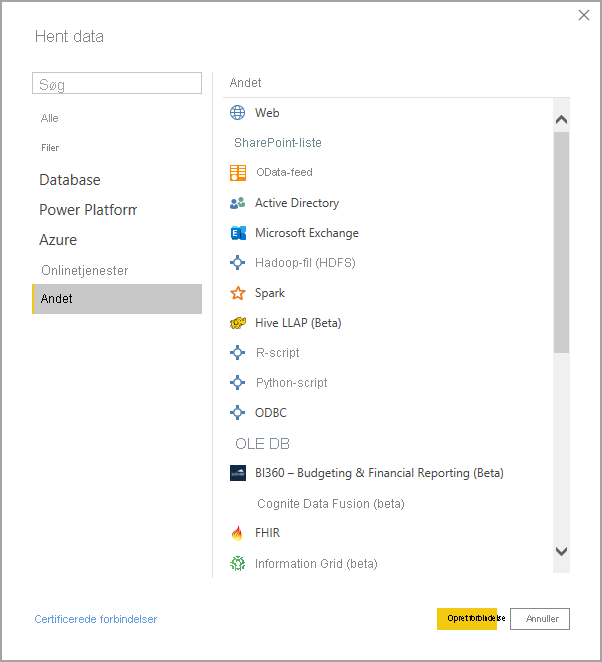 Hent data
Søg
Alle
Filer
Database
Power Platform
Azure
Onlinetjenester
Andet
Andet
Web
SharePoint-liste
OData-feed
Active Directory
Microsoft Exchange
Hadoop-fil (HDFS)
Spark
Hive LLAP (Beta)
R-script
Python-script
ODBC
OLE DB
BI360 – Budgeting & Financial Reporting (Beta)
Cognite Data Fusion (beta)
FHIR
Information Grid (beta)
Certificerede forbindelser
Opret forbindelse
Annuller